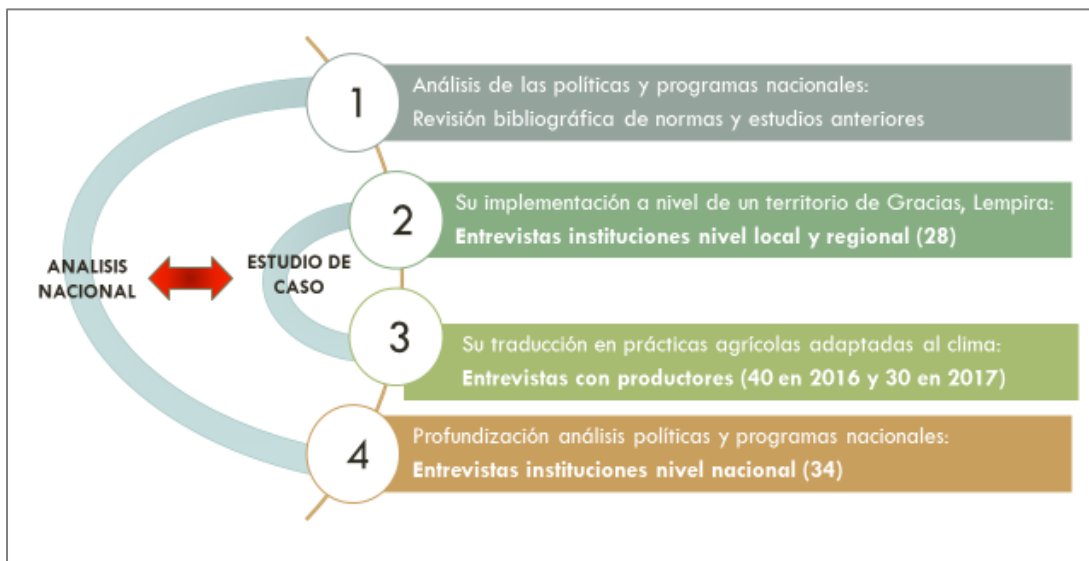 1
Análisis de las políticas y programas nacionales:
Revisión bibliográfica de normas y estudios anteriores
2
Su implementación a nivel de un territorio de Gracias, Lempira:
Entrevistas instituciones nivel local y regional (28)
ANALISIS
NACIONAL
ESTUDIO DE
CASO
3
Su traducción en prácticas agrícolas adaptadas al clima:
Entrevistas con productores (40 en 2016 y 30 en 2017)
4
Profundización análisis políticas y programas nacionales:
Entrevistas instituciones nivel nacional (34)